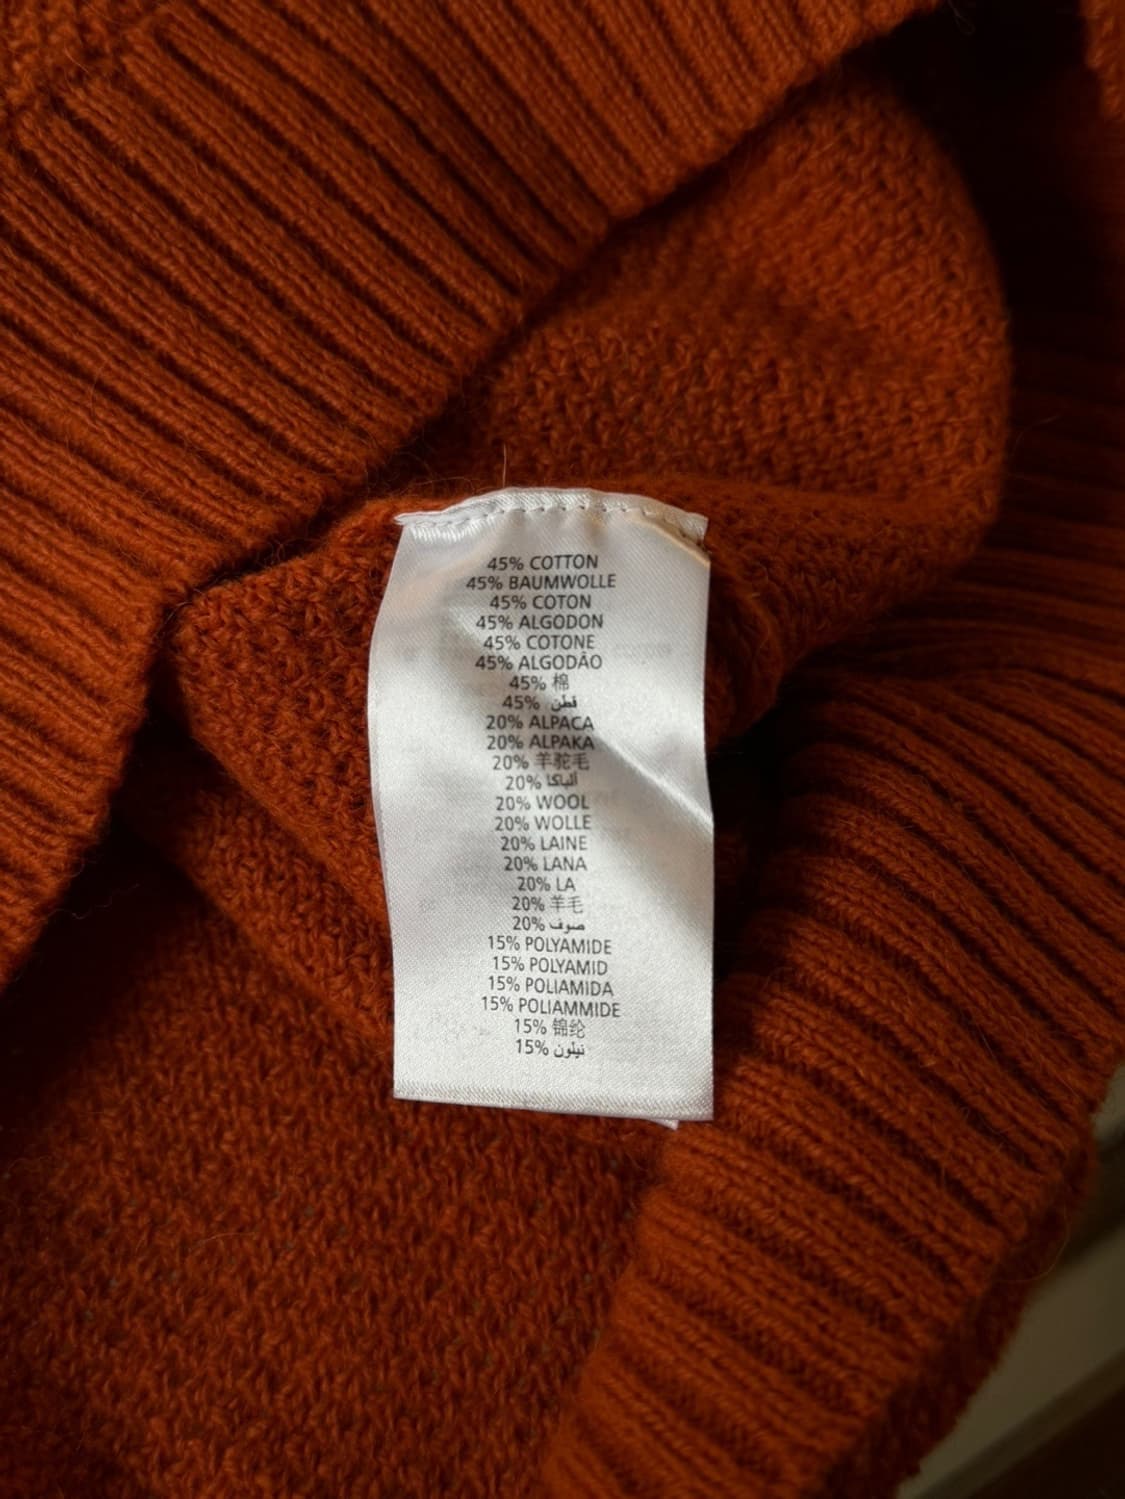 45% COTTON
45% BAUMWOLLE
45% COTON
45% ALGODON
45% COTONE
45% ALGODÃO
45% 棉
45% قطن
20% ALPACA
20% ALPAKA
20% 羊驼毛
20% ألباكا
20% WOOL
20% WOLLE
20% LAINE
20% LANA
20% LA
20% 羊毛
20% صوف
15% POLYAMIDE
15% POLYAMID
15% POLIAMIDA
15% POLIAMMIDE
15% 锦纶
15% نيلون